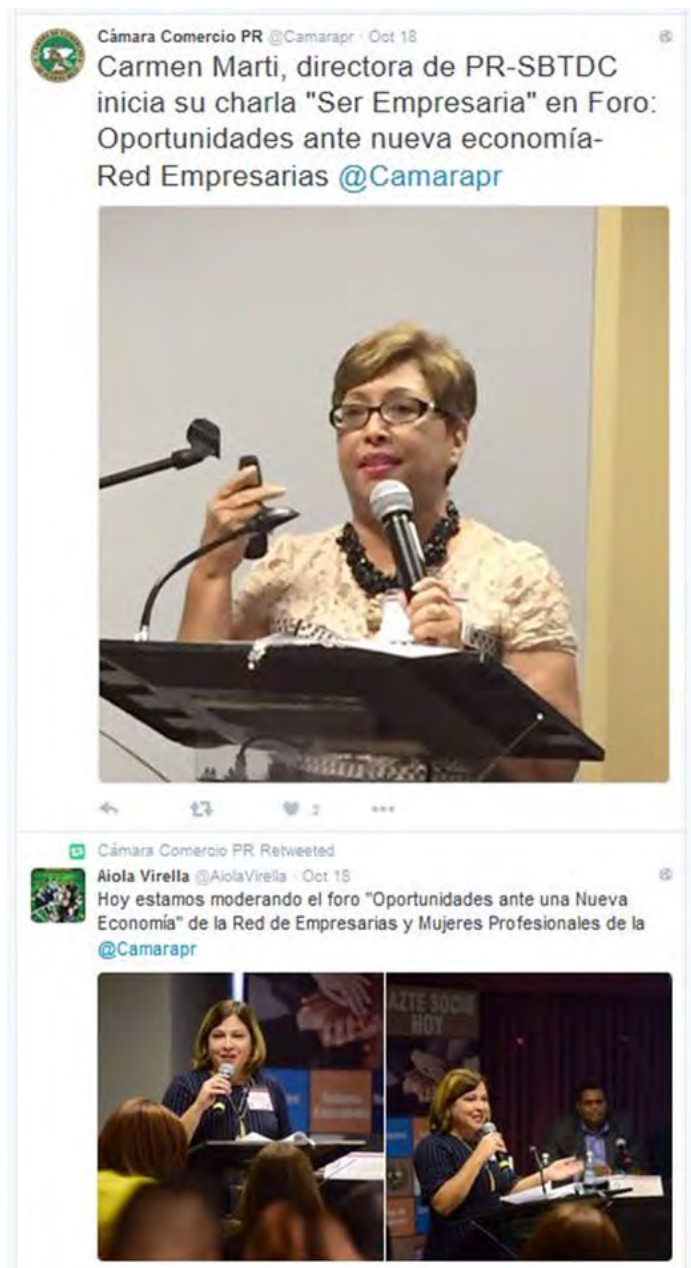 Cámara Comercio PR @Camarapr · Oct 18
Carmen Marti, directora de PR-SBTDC
inicia su charla "Ser Empresaria" en Foro:
Oportunidades ante nueva economía-
Red Empresarias @Camarapr
2
Cámara Comercio PR Retweeted
Aiola Virella @AiolaVirella · Oct 18
Hoy estamos moderando el foro "Oportunidades ante una Nueva
Economía" de la Red de Empresarias y Mujeres Profesionales de la
@Camarapr
AZTE SOCI
HOY